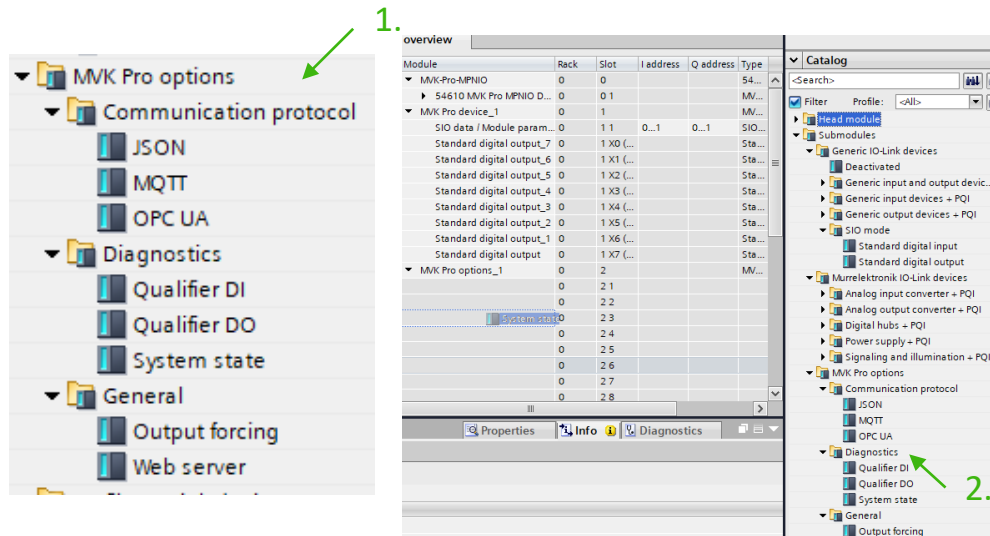 1.
MVK Pro options
Communication protocol
JSON
MQTT
OPC UA
Diagnostics
Qualifier DI
Qualifier DO
System state
General
Output forcing
Web server
overview
Module Rack Slot I address Q address Type
MVK-Pro-MPNIO 0 0 54...
54610 MVK Pro MPNIO D... 0 0 1 MV...
MVK Pro device_1 0 1 MV...
SIO data / Module param... 0 1 1 0...1 0...1 SIO...
Standard digital output_7 0 1 X0 (... Sta...
Standard digital output_6 0 1 X1 (... Sta...
Standard digital output_5 0 1 X2 (... Sta...
Standard digital output_4 0 1 X3 (... Sta...
Standard digital output_3 0 1 X4 (... Sta...
Standard digital output_2 0 1 X5 (... Sta...
Standard digital output_1 0 1 X6 (... Sta...
Standard digital output 0 1 X7 (... Sta...
MVK Pro options_1 0 2 MV...
0 2 1
0 2 2
System state 0 2 3
0 2 4
0 2 5
0 2 6
0 2 7
0 2 8
Properties Info Diagnostics
Catalog
<Search>
Filter Profile: <All>
Head module
Submodules
Generic IO-Link devices
Deactivated
Generic input and output devic...
Generic input devices + PQI
Generic output devices + PQI
SIO mode
Standard digital input
Standard digital output
Murrelektronik IO-Link devices
Analog input converter + PQI
Analog output converter + PQI
Digital hubs + PQI
Power supply + PQI
Signaling and illumination + PQI
MVK Pro options
Communication protocol
JSON
MQTT
OPC UA
Diagnostics
Qualifier DI
Qualifier DO
System state
General
Output forcing
2.